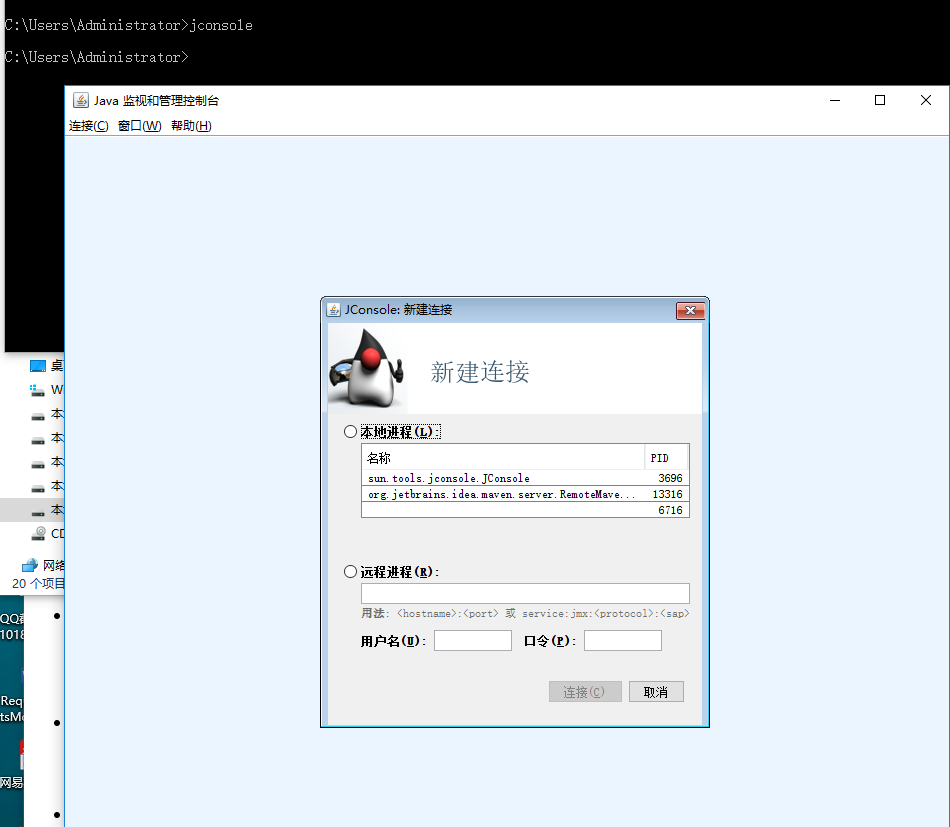 C:\Users\Administrator>jconsole
C:\Users\Administrator>
Java 监视和管理控制台
连接(C) 窗口(W) 帮助(H)
JConsole: 新建连接
新建连接
本地进程(L):
名称 PID
sun.tools.jconsole.JConsole 3696
org.jetbrains.idea.maven.server.RemoteMave... 13316
6716
远程进程(R):
用法: <hostname>:<port> 或 service:jmx:<protocol>:<sap>
用户名(U): 口令(P):
连接(C) 取消
桌
W
本
本
本
本
本
CD
网络
20 个项目
QQ
1018
Req
tsMo
网易